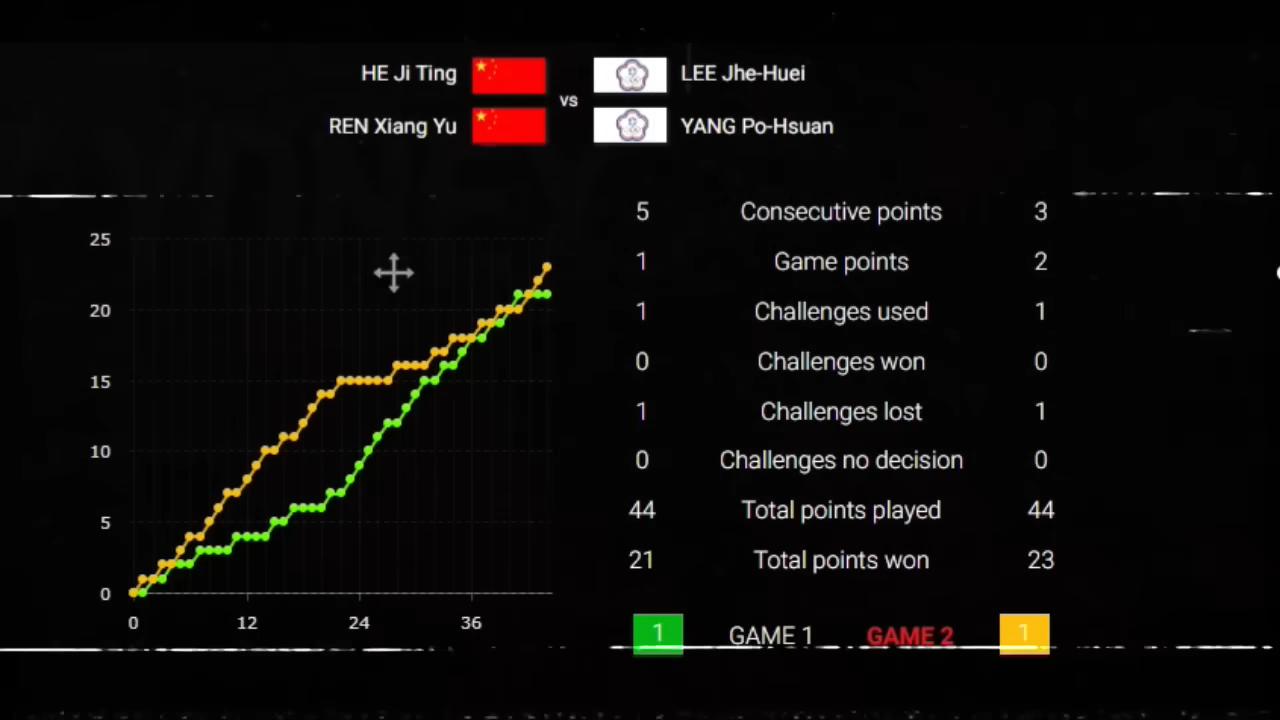 HE Ji Ting
LEE Jhe-Huei
vs
REN Xiang Yu
YANG Po-Hsuan
5 Consecutive points 3
1 Game points 2
1 Challenges used 1
0 Challenges won 0
1 Challenges lost 1
0 Challenges no decision 0
44 Total points played 44
21 Total points won 23
1 GAME 1 GAME 2 1
25
20
15
10
5
0
0 12 24 36